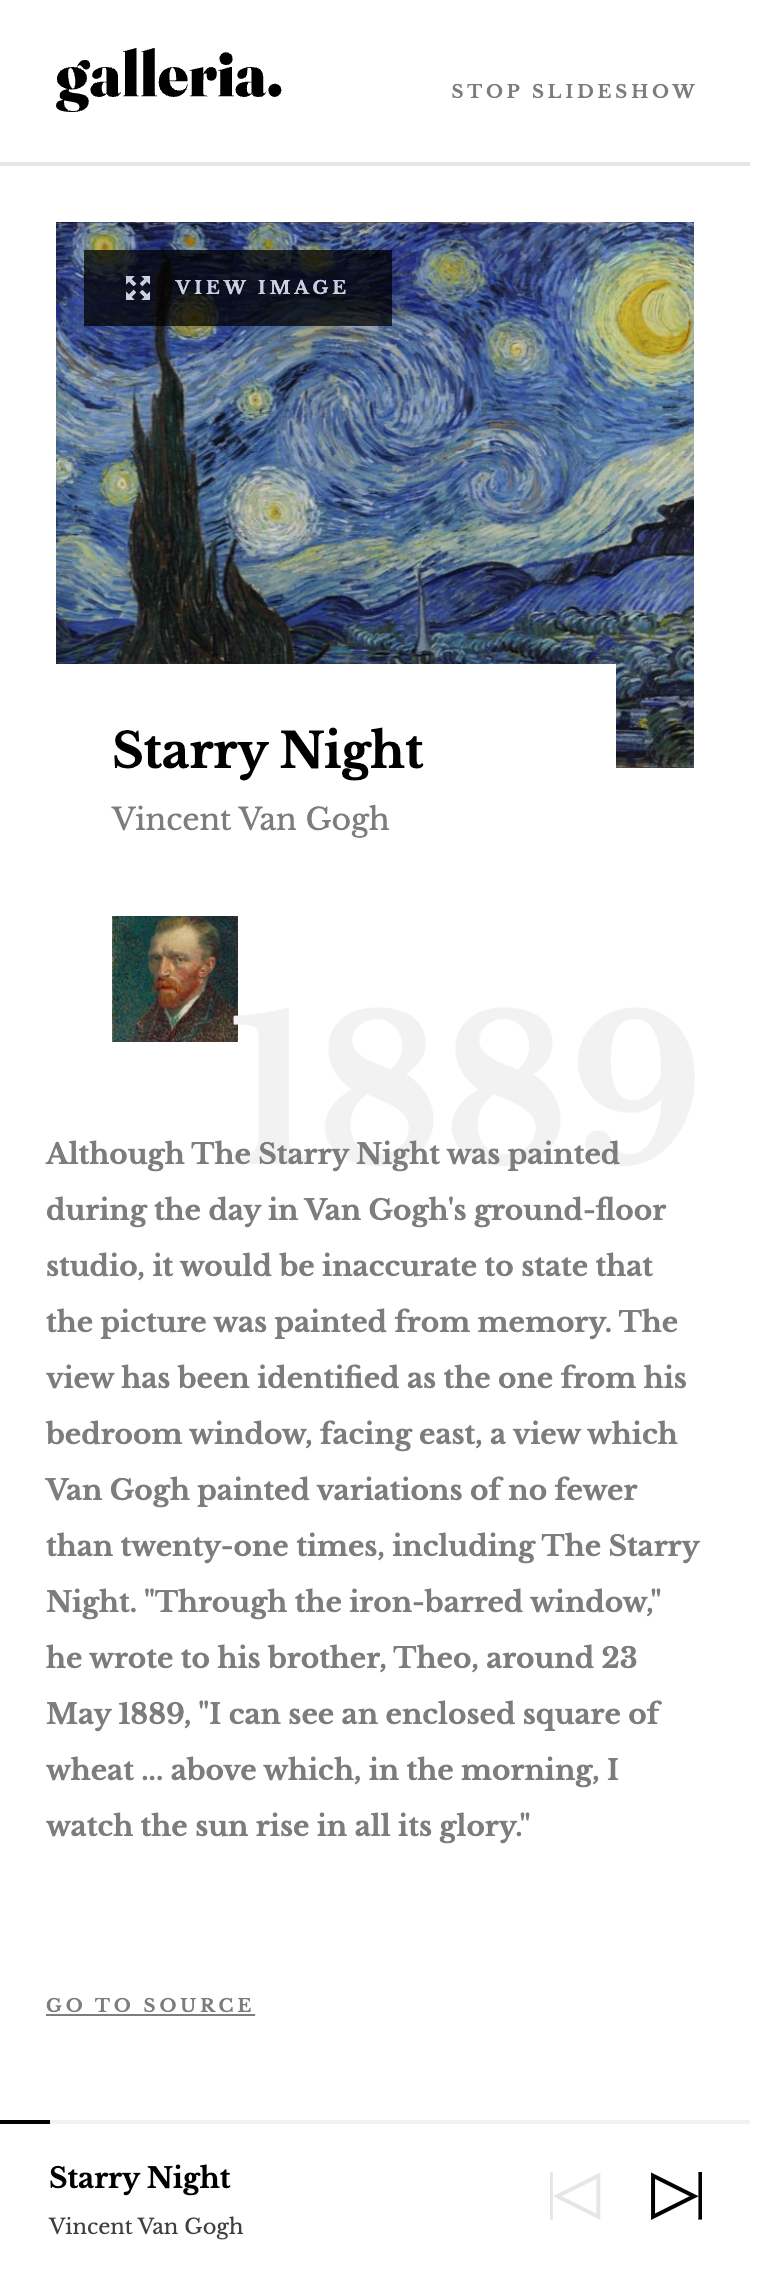 galleria.
STOP SLIDESHOW
VIEW IMAGE
Starry Night
Vincent Van Gogh
1889
Although The Starry Night was painted
during the day in Van Gogh's ground-floor
studio, it would be inaccurate to state that
the picture was painted from memory. The
view has been identified as the one from his
bedroom window, facing east, a view which
Van Gogh painted variations of no fewer
than twenty-one times, including The Starry
Night. "Through the iron-barred window,"
he wrote to his brother, Theo, around 23
May 1889, "I can see an enclosed square of
wheat ... above which, in the morning, I
watch the sun rise in all its glory."
GO TO SOURCE
Starry Night
Vincent Van Gogh